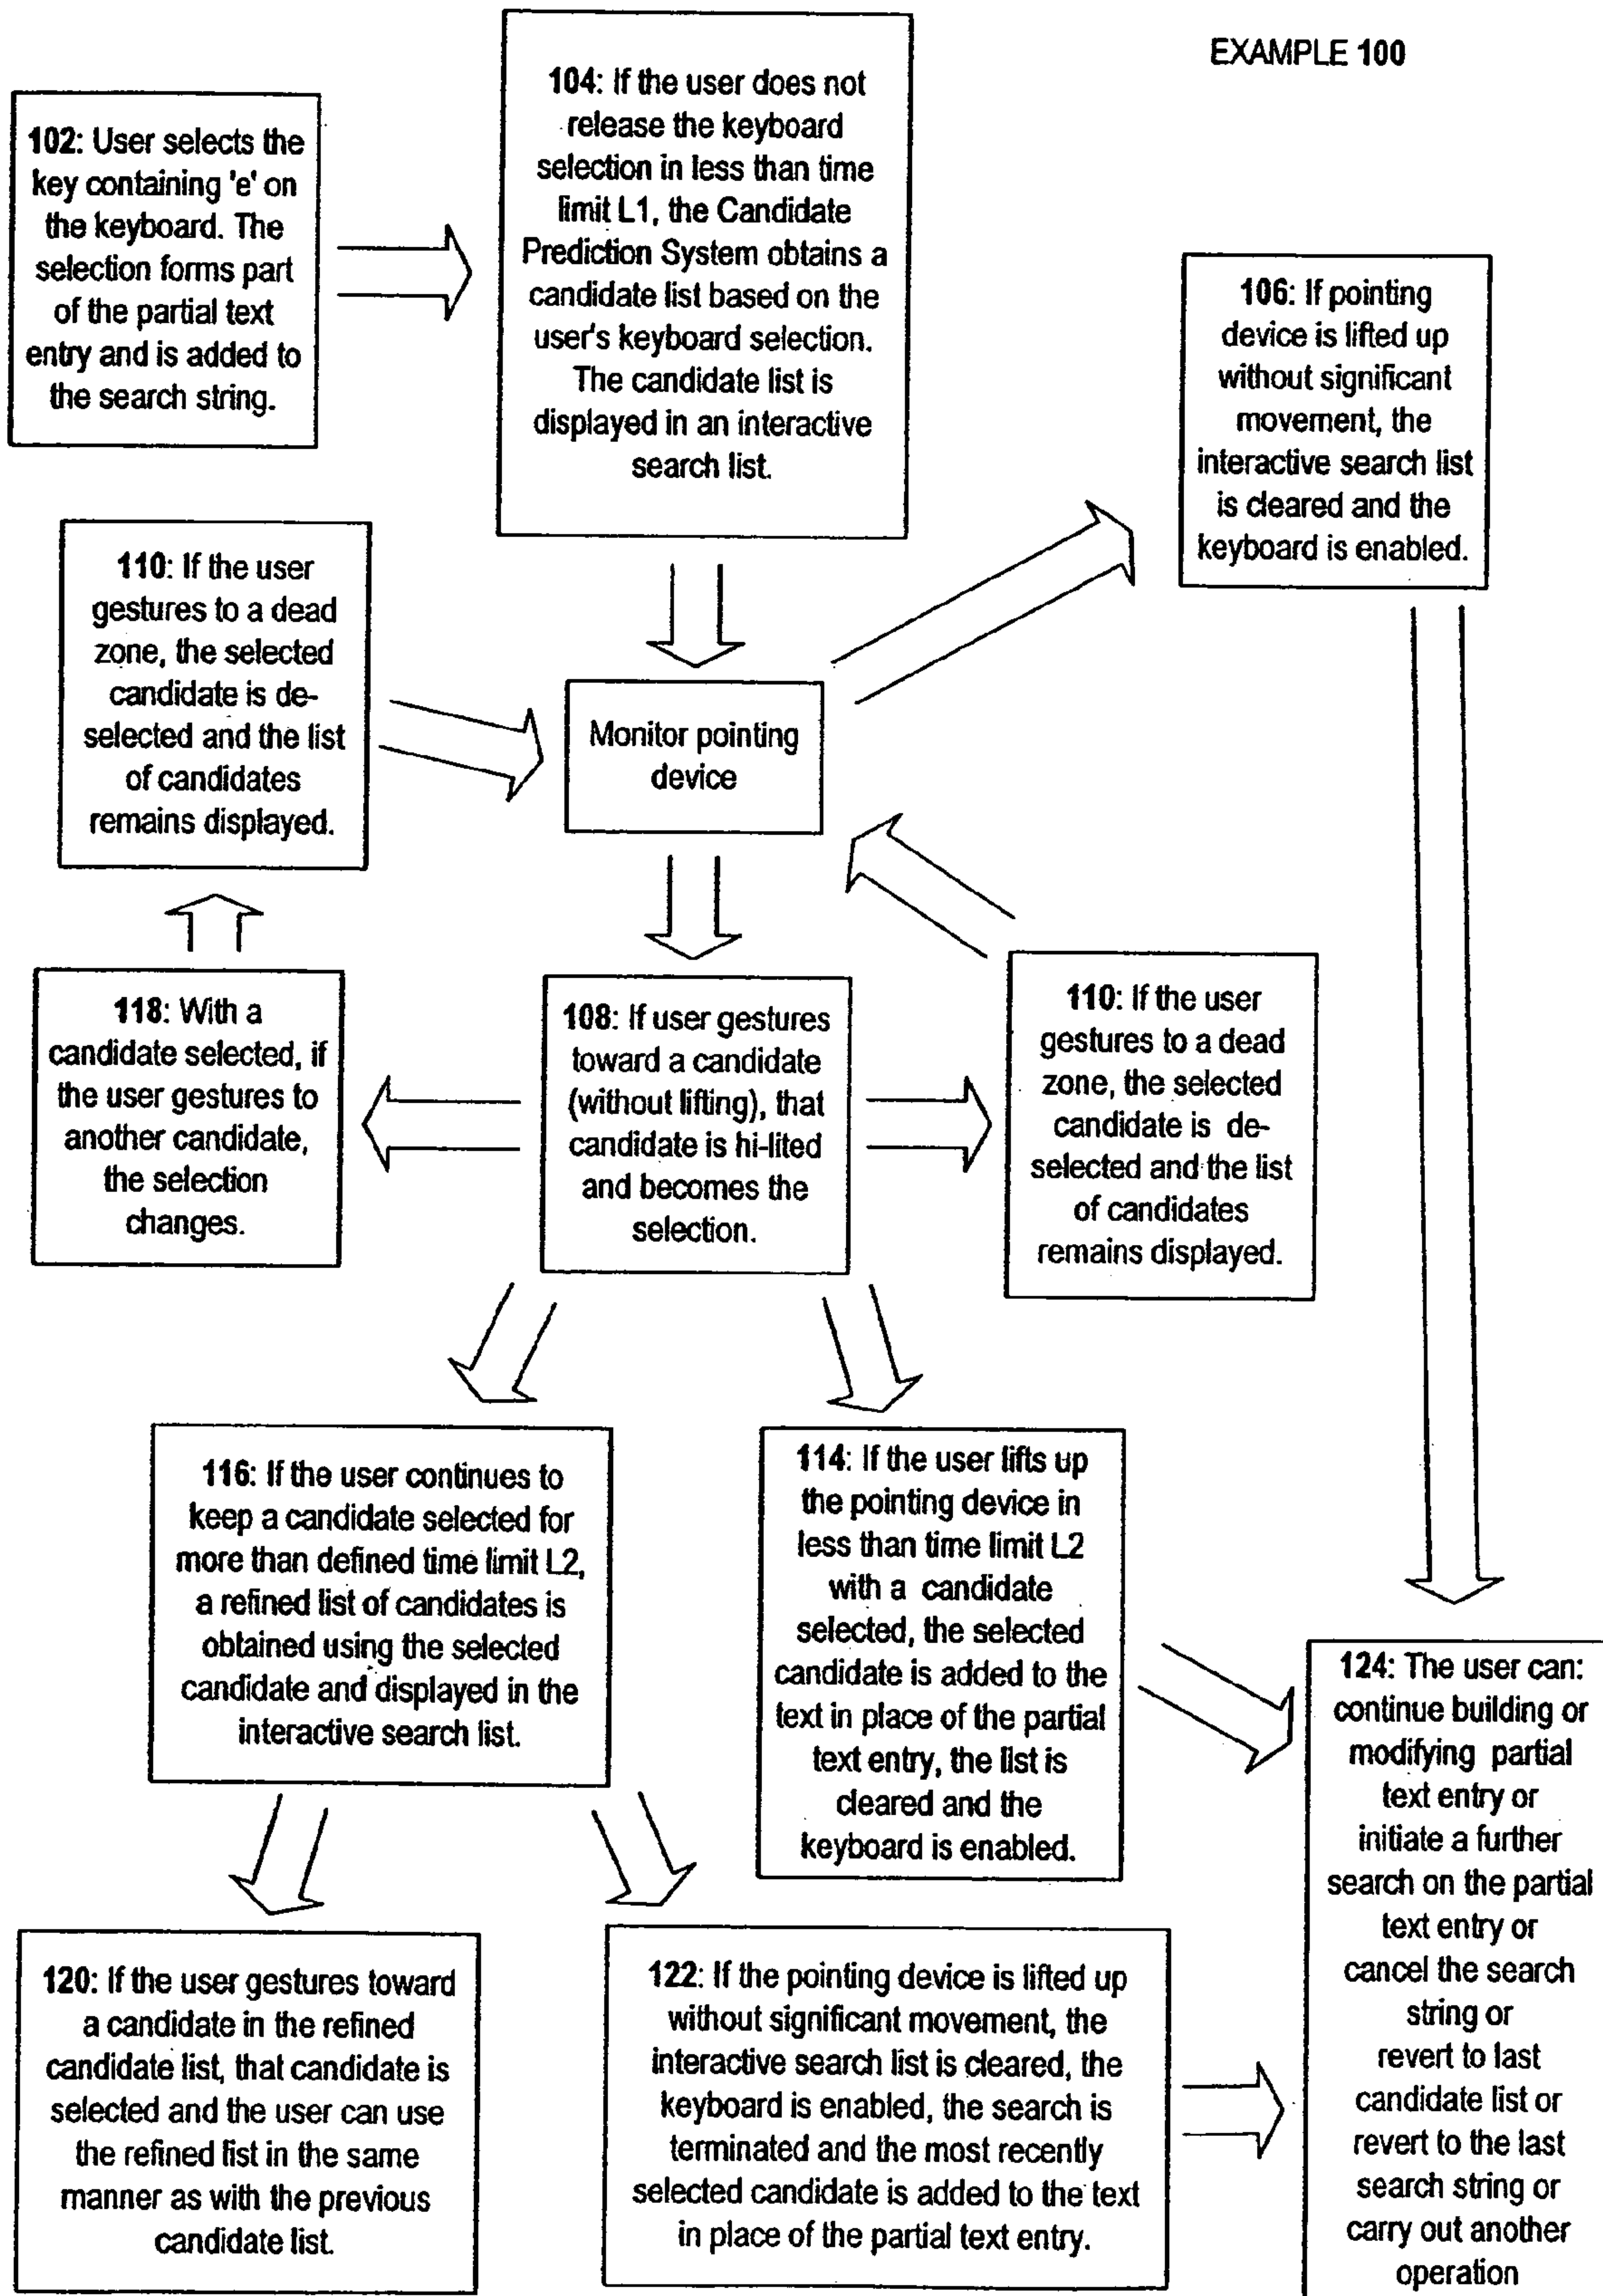 EXAMPLE 100
102: User selects the
key containing 'e' on
the keyboard. The
selection forms part
of the partial text
entry and is added to
the search string.
104: If the user does not
release the keyboard
selection in less than time
limit L1, the Candidate
Prediction System obtains a
candidate list based on the
user's keyboard selection.
The candidate list is
displayed in an interactive
search list.
106: If pointing
device is lifted up
without significant
movement, the
interactive search list
is cleared and the
keyboard is enabled.
110: If the user
gestures to a dead
zone, the selected
candidate is de-
selected and the list
of candidates
remains displayed.
Monitor pointing
device
118: With a
candidate selected, if
the user gestures to
another candidate,
the selection
changes.
108: If user gestures
toward a candidate
(without lifting), that
candidate is hi-lited
and becomes the
selection.
110: If the user
gestures to a dead
zone, the selected
candidate is de-
selected and the list
of candidates
remains displayed.
116: If the user continues to
keep a candidate selected for
more than defined time limit L2,
a refined list of candidates is
obtained using the selected
candidate and displayed in the
interactive search list.
114: If the user lifts up
the pointing device in
less than time limit L2
with a candidate
selected, the selected
candidate is added to the
text in place of the partial
text entry, the list is
cleared and the
keyboard is enabled.
124: The user can:
continue building or
modifying partial
text entry or
initiate a further
search on the partial
text entry or
cancel the search
string or
revert to last
candidate list or
revert to the last
search string or
carry out another
operation
120: If the user gestures toward
a candidate in the refined
candidate list, that candidate is
selected and the user can use
the refined list in the same
manner as with the previous
candidate list.
122: If the pointing device is lifted up
without significant movement, the
interactive search list is cleared, the
keyboard is enabled, the search is
terminated and the most recently
selected candidate is added to the text
in place of the partial text entry.